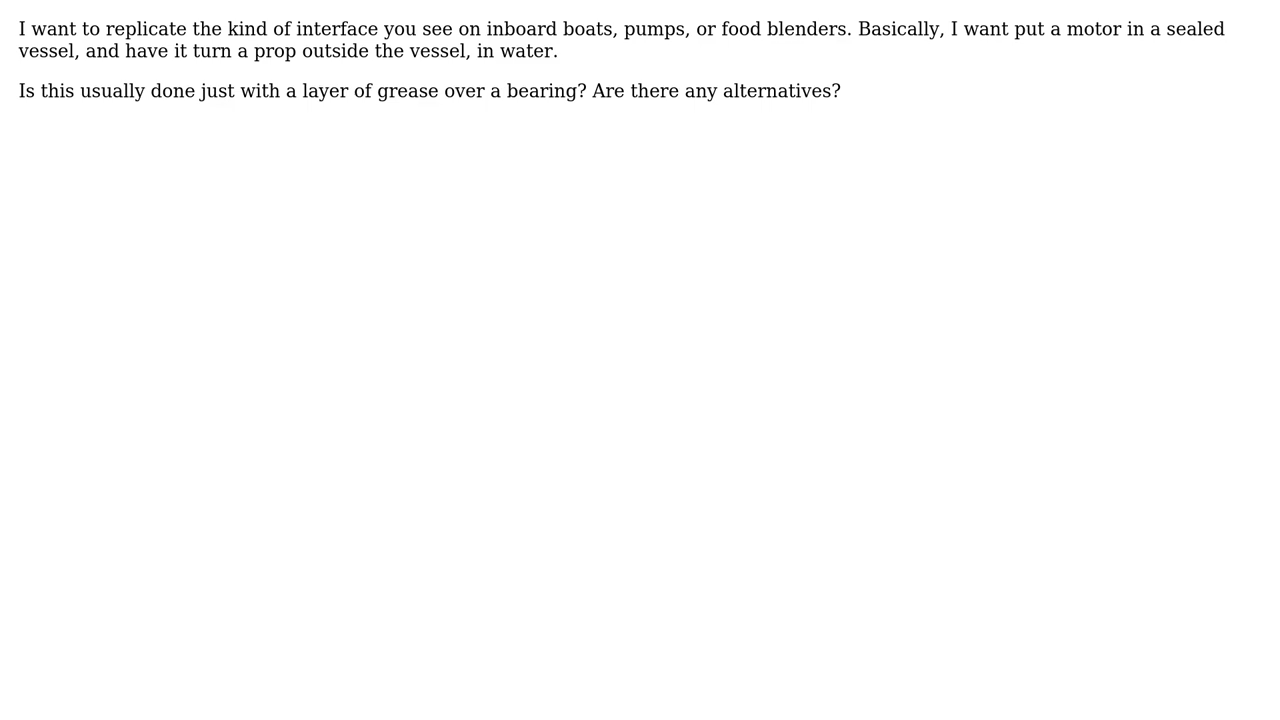 I want to replicate the kind of interface you see on inboard boats, pumps, or food blenders. Basically, I want put a motor in a sealed
vessel, and have it turn a prop outside the vessel, in water.
Is this usually done just with a layer of grease over a bearing? Are there any alternatives?